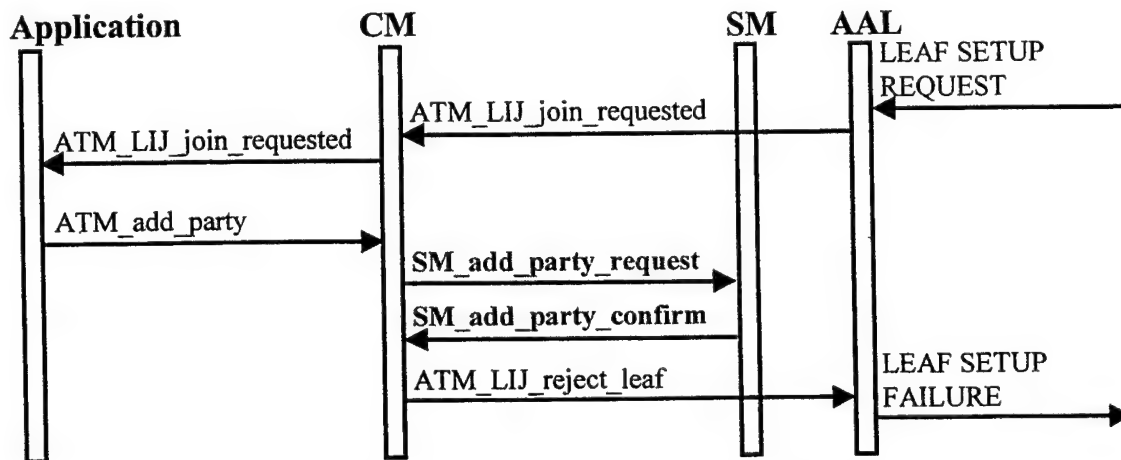 Application CM SM AAL
LEAF SETUP
REQUEST
ATM_LIJ_join_requested
ATM_LIJ_join_requested
ATM_add_party
SM_add_party_request
SM_add_party_confirm
ATM_LIJ_reject_leaf
LEAF SETUP
FAILURE